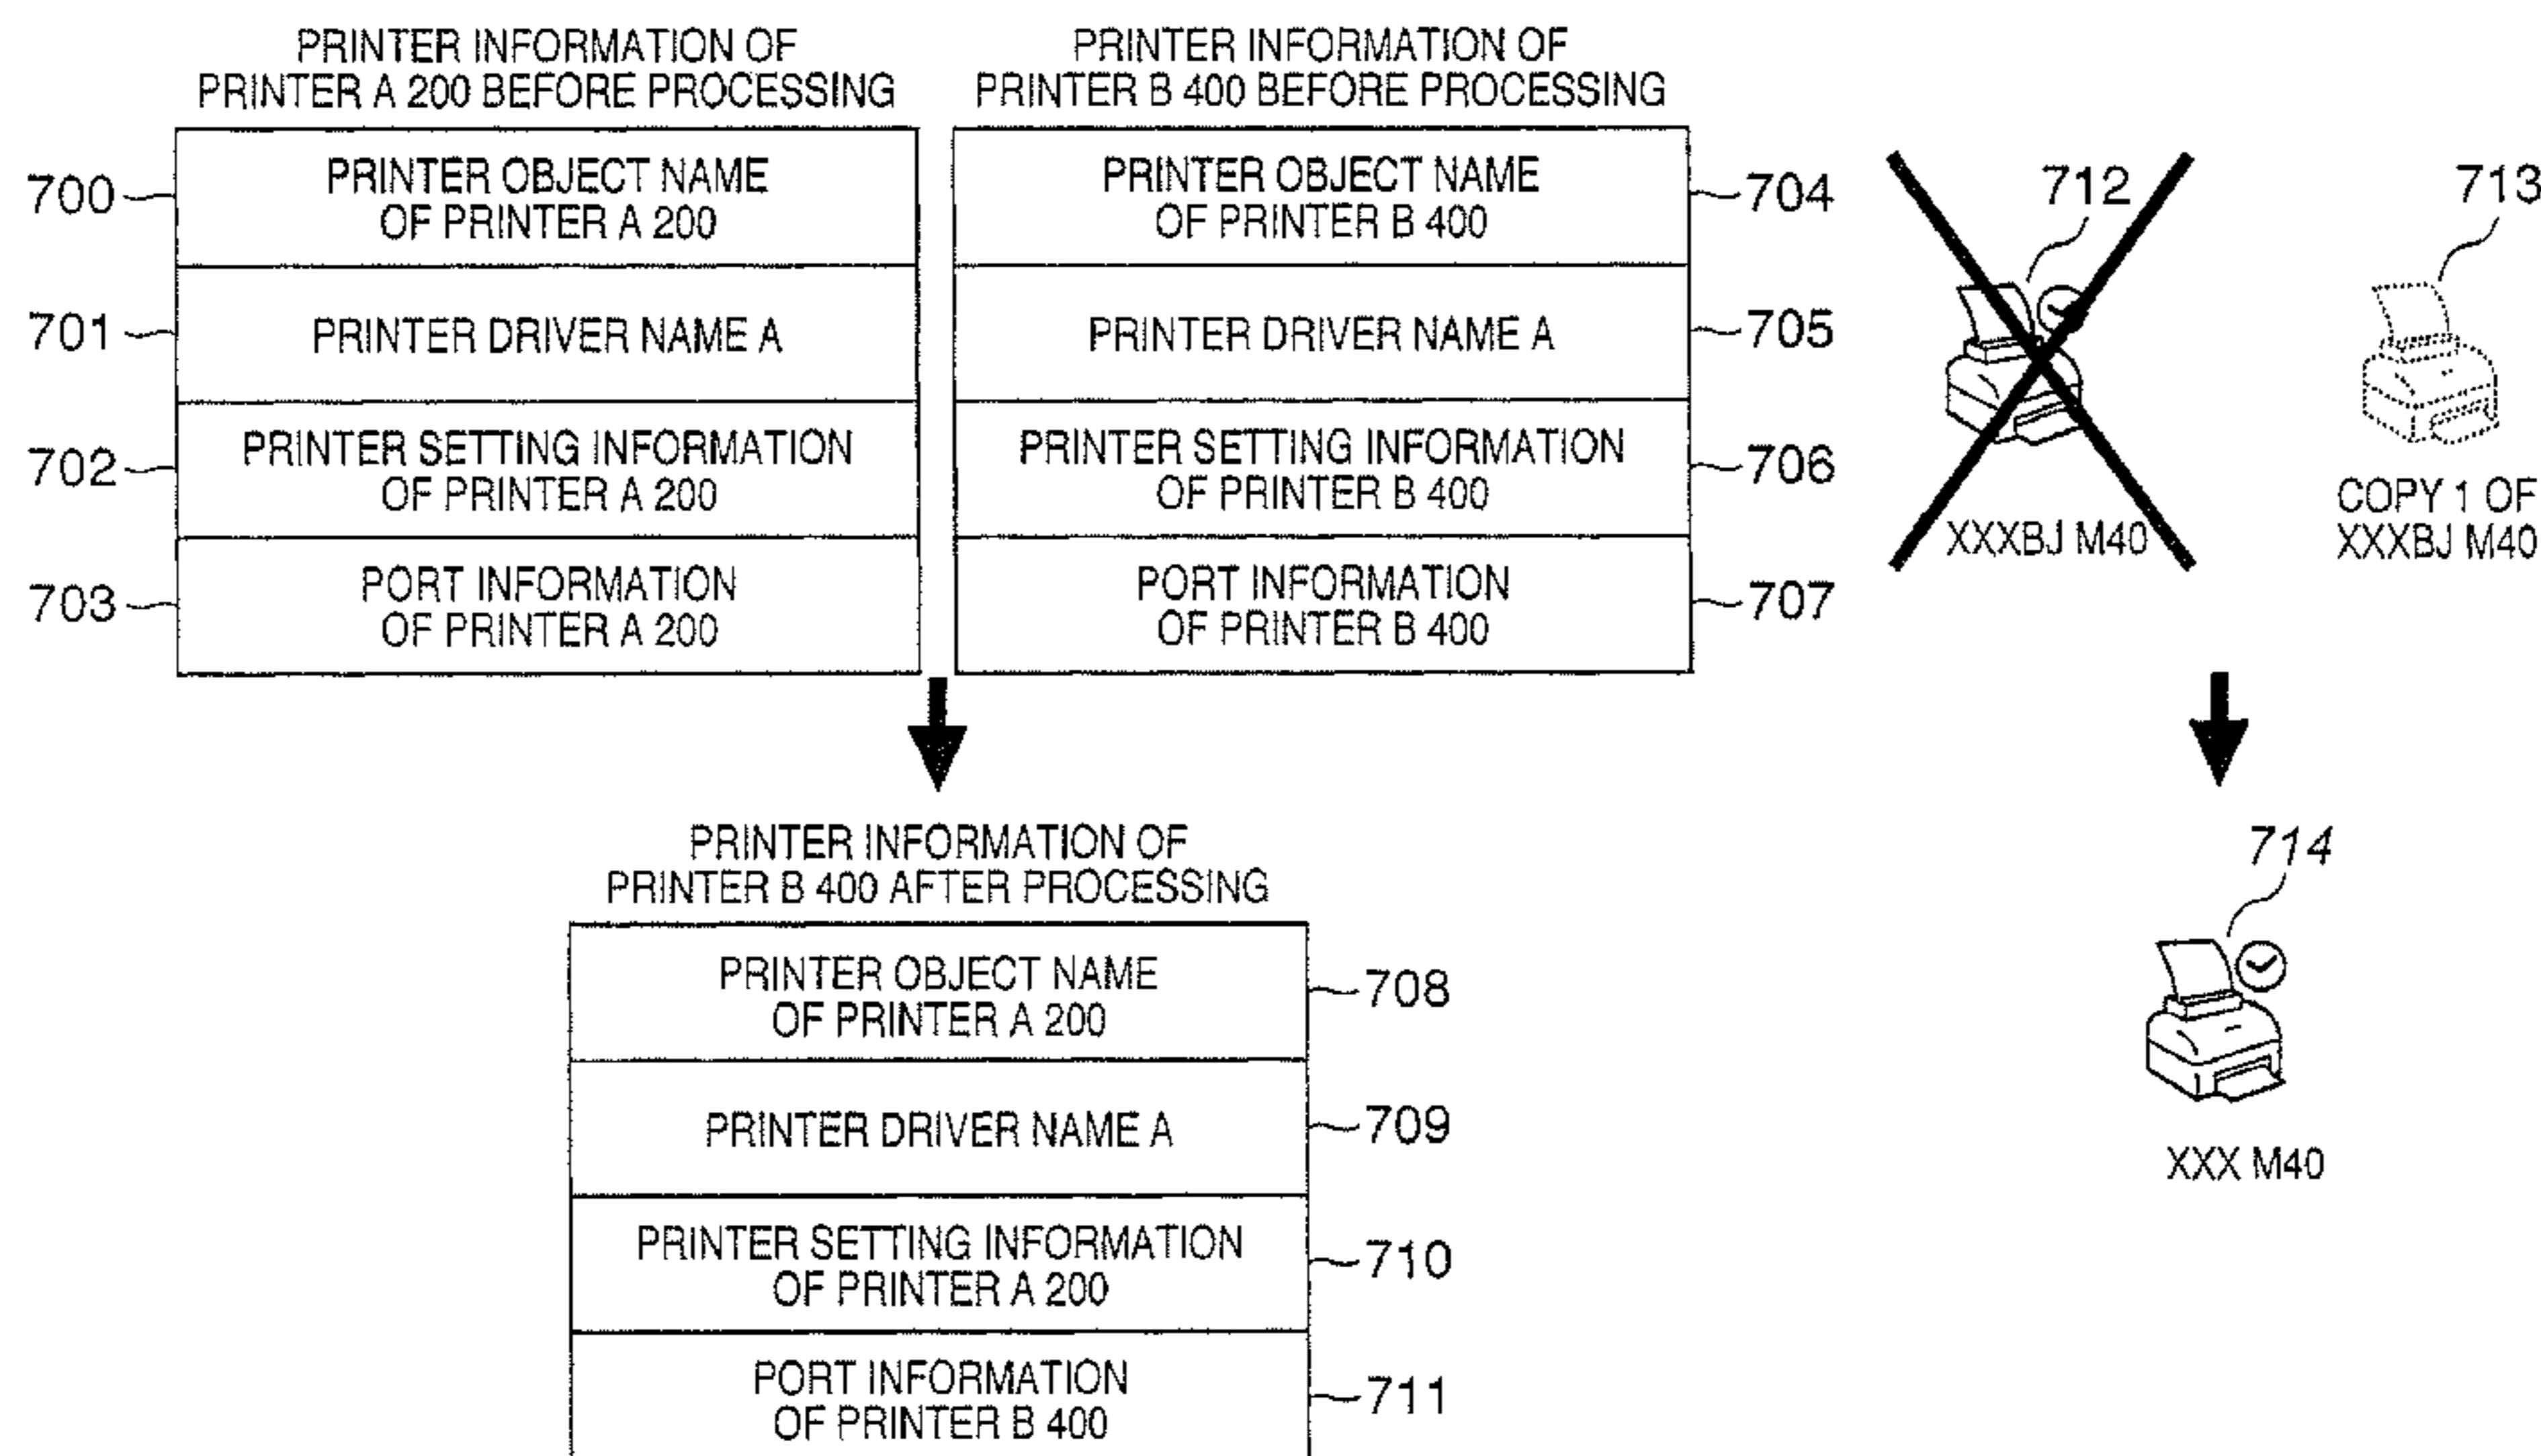 PRINTER INFORMATION OF
PRINTER A 200 BEFORE PROCESSING
700
PRINTER OBJECT NAME
OF PRINTER A 200
701
PRINTER DRIVER NAME A
702
PRINTER SETTING INFORMATION
OF PRINTER A 200
703
PORT INFORMATION
OF PRINTER A 200
PRINTER INFORMATION OF
PRINTER B 400 BEFORE PROCESSING
PRINTER OBJECT NAME
OF PRINTER B 400
704
PRINTER DRIVER NAME A
705
PRINTER SETTING INFORMATION
OF PRINTER B 400
706
PORT INFORMATION
OF PRINTER B 400
707
712
XXXBJ M40
713
COPY 1 OF
XXXBJ M40
PRINTER INFORMATION OF
PRINTER B 400 AFTER PROCESSING
PRINTER OBJECT NAME
OF PRINTER A 200
708
PRINTER DRIVER NAME A
709
PRINTER SETTING INFORMATION
OF PRINTER A 200
710
PORT INFORMATION
OF PRINTER B 400
711
714
XXX M40